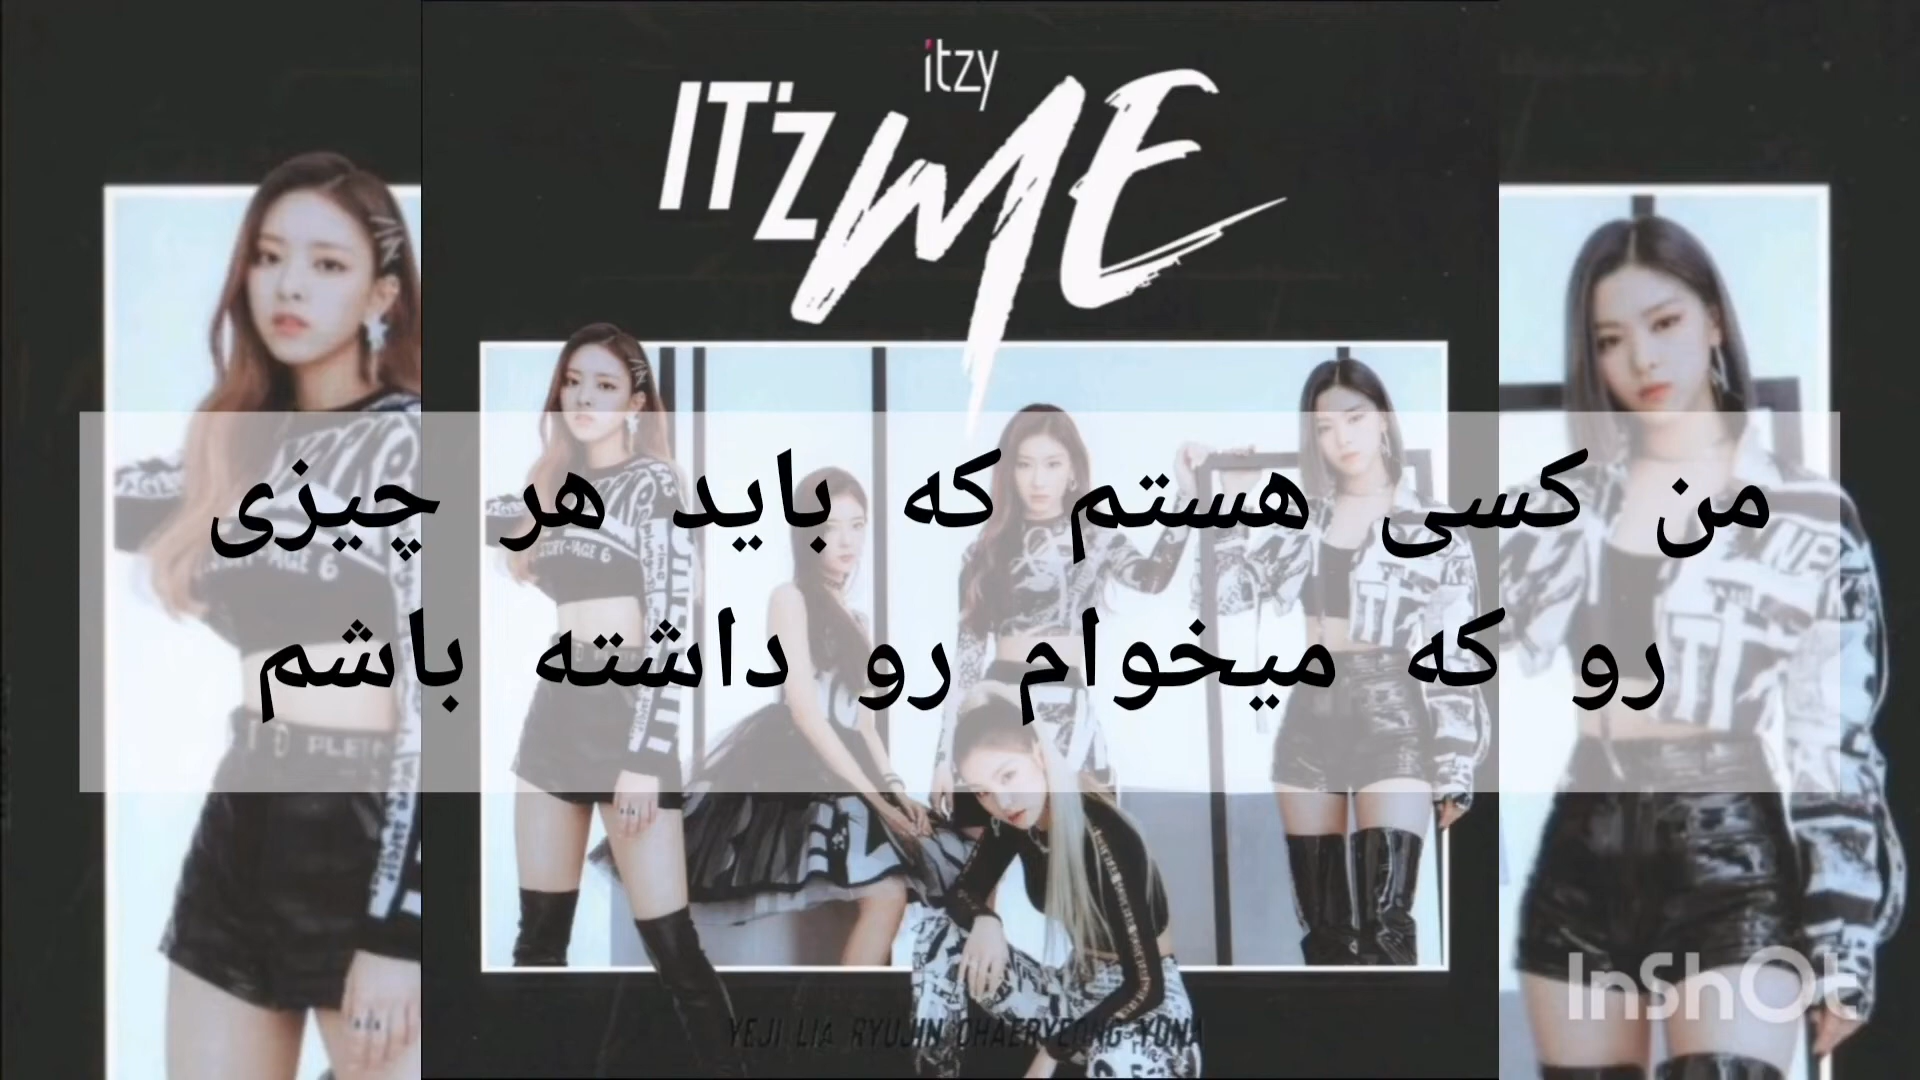 itzy
IT'Z ME
من کسی هستم که باید هر چیزی
رو که میخوام رو داشته باشم
YEJI LIA RYUJIN CHAERYEONG YUNA
InShOt